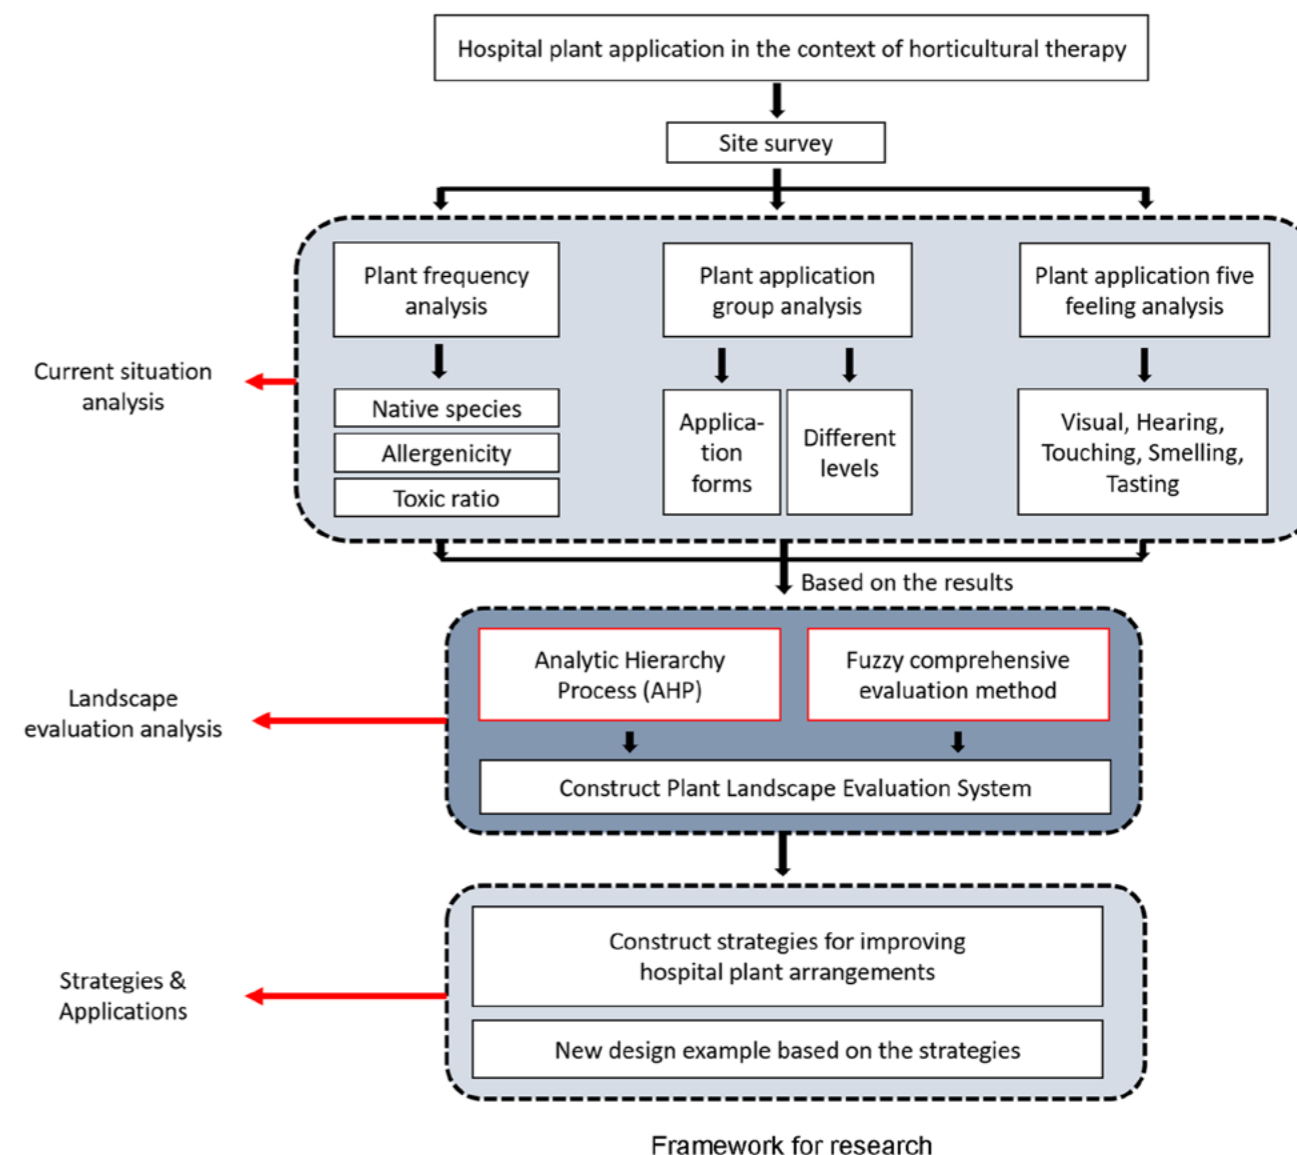 Hospital plant application in the context of horticultural therapy
Site survey
Plant frequency
analysis
Plant application
group analysis
Plant application five
feeling analysis
Current situation
analysis
Native species
Allergenicity
Toxic ratio
Applica-
tion
forms
Different
levels
Visual, Hearing,
Touching, Smelling,
Tasting
Based on the results
Landscape
evaluation analysis
Analytic Hierarchy
Process (AHP)
Fuzzy comprehensive
evaluation method
Construct Plant Landscape Evaluation System
Strategies &
Applications
Construct strategies for improving
hospital plant arrangements
New design example based on the strategies
Framework for research